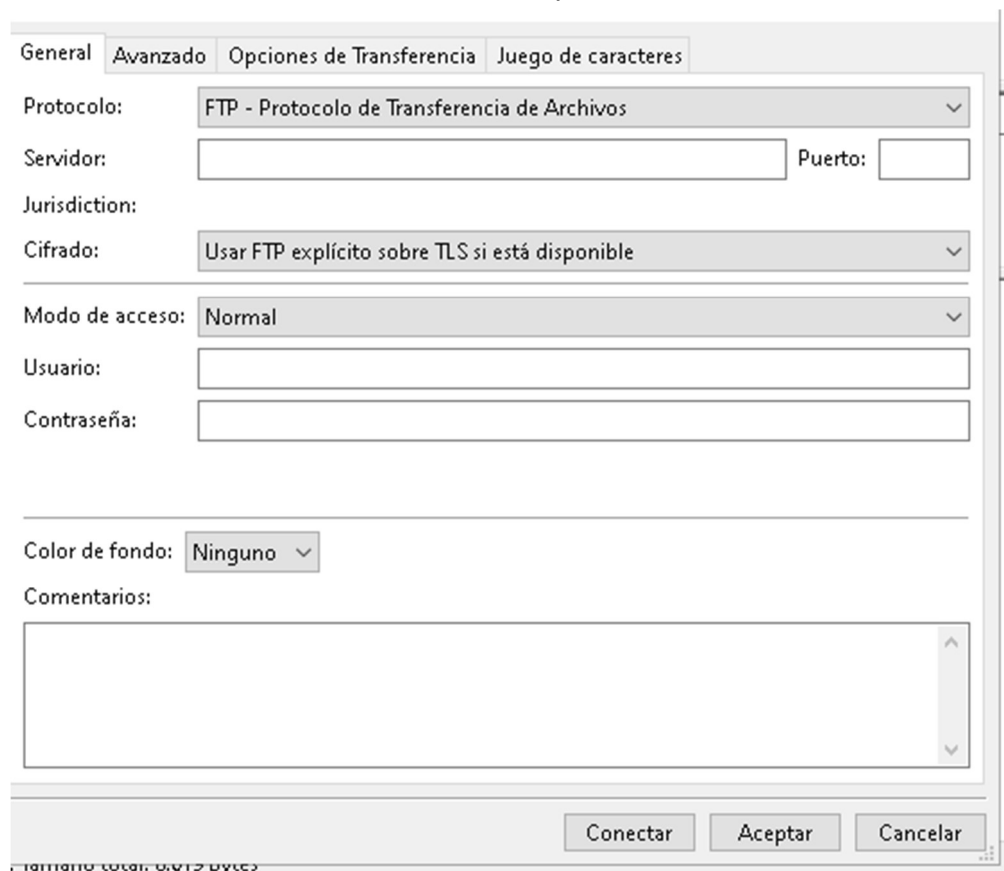 General Avanzado Opciones de Transferencia Juego de caracteres
Protocolo: FTP - Protocolo de Transferencia de Archivos
Servidor: Puerto:
Jurisdiction:
Cifrado: Usar FTP explícito sobre TLS si está disponible
Modo de acceso: Normal
Usuario:
Contraseña:
Color de fondo: Ninguno
Comentarios:
Conectar Aceptar Cancelar